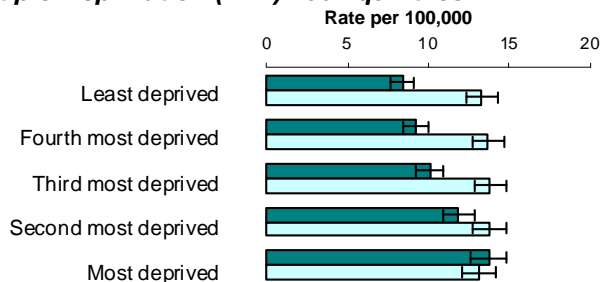 Rate per 100,000
0 5 10 15 20
Least deprived
Fourth most deprived
Third most deprived
Second most deprived
Most deprived